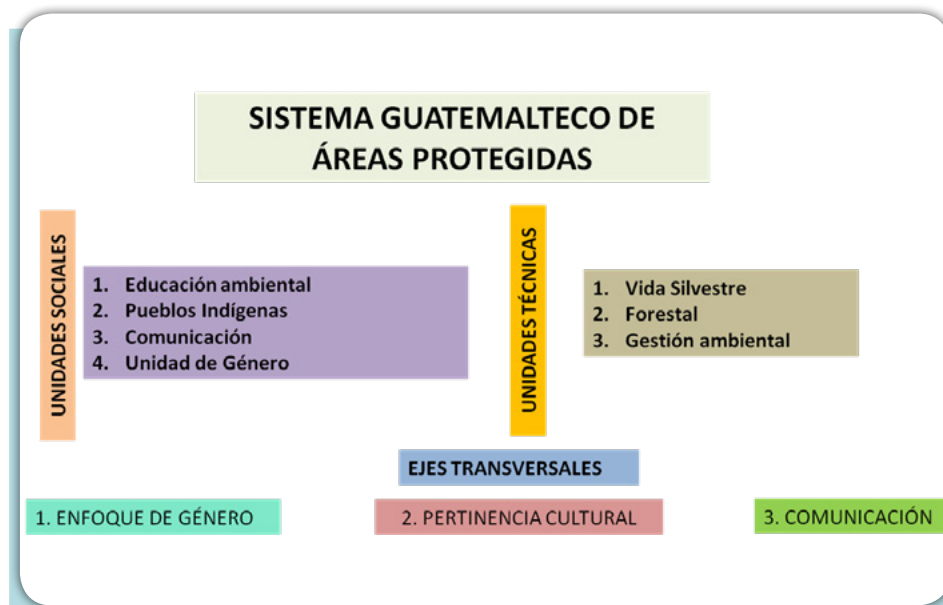 SISTEMA GUATEMALTECO DE
ÁREAS PROTEGIDAS
UNIDADES SOCIALES
1. Educación ambiental
2. Pueblos Indígenas
3. Comunicación
4. Unidad de Género
UNIDADES TÉCNICAS
1. Vida Silvestre
2. Forestal
3. Gestión ambiental
EJES TRANSVERSALES
1. ENFOQUE DE GÉNERO
2. PERTINENCIA CULTURAL
3. COMUNICACIÓN